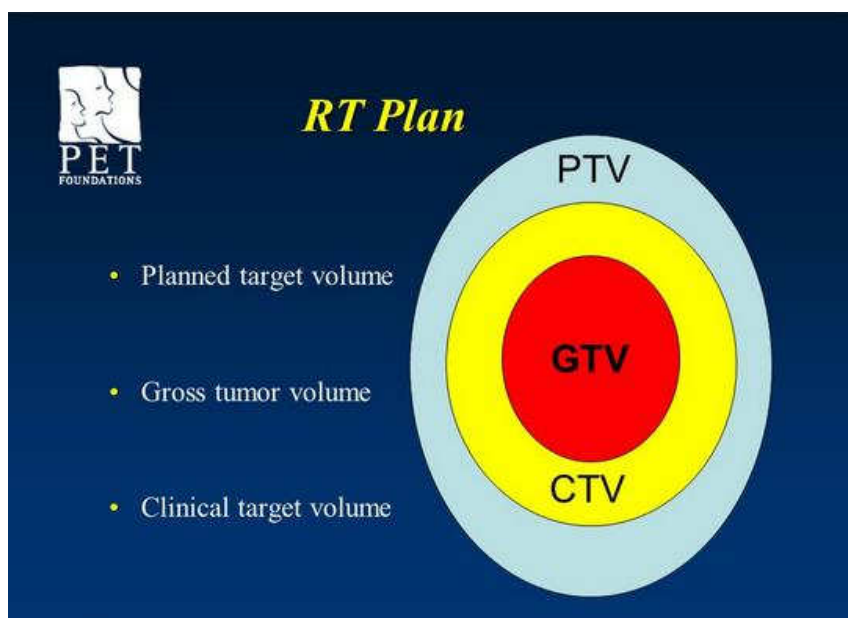 PET
FOUNDATIONS
RT Plan
• Planned target volume
• Gross tumor volume
• Clinical target volume
PTV
GTV
CTV